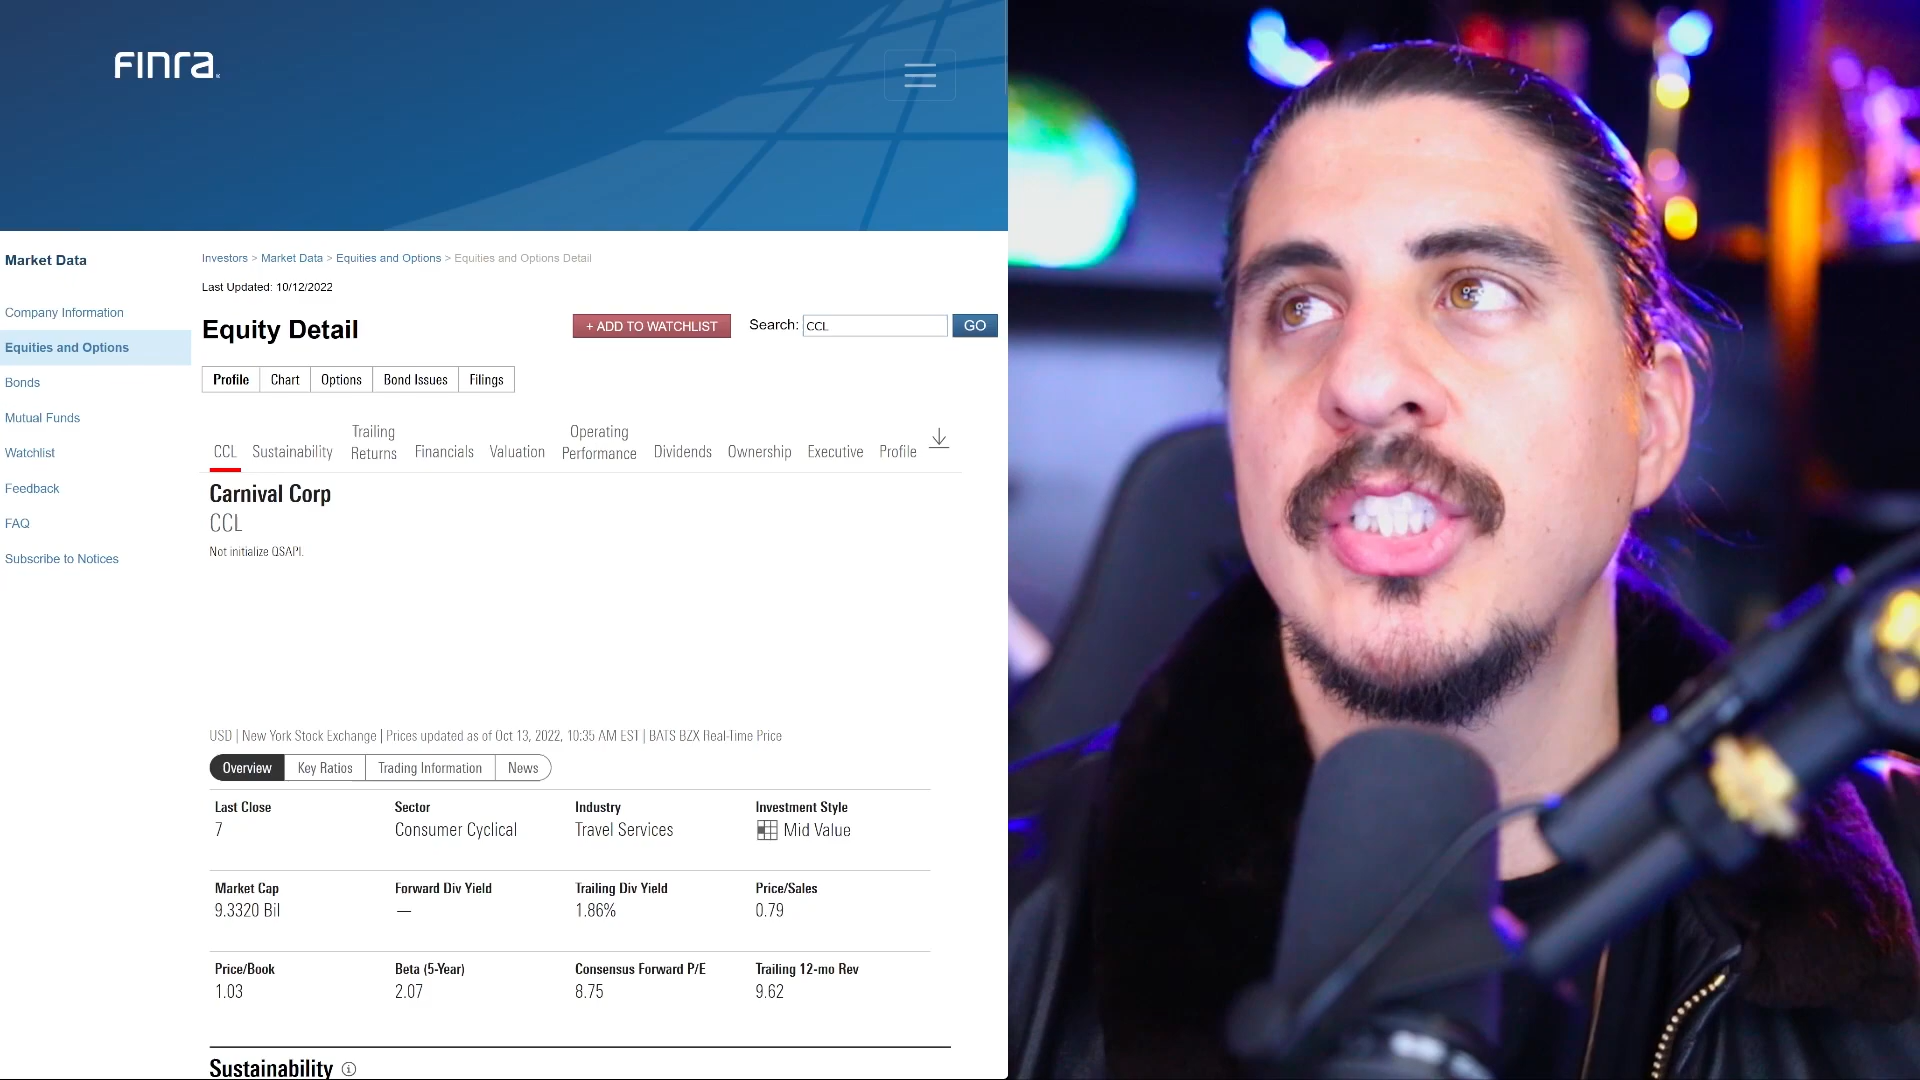 FINRA
Market Data
Company Information
Equities and Options
Bonds
Mutual Funds
Watchlist
Feedback
FAQ
Subscribe to Notices
Investors > Market Data > Equities and Options > Equities and Options Detail
Last Updated: 10/12/2022
Equity Detail
+ ADD TO WATCHLIST Search: CCL GO
Profile Chart Options Bond Issues Filings
CCL Sustainability Trailing Returns Financials Valuation Operating Performance Dividends Ownership Executive Profile
Carnival Corp
CCL
Not initialize QSAPI.
USD | New York Stock Exchange | Prices updated as of Oct 13, 2022, 10:35 AM EST | BATS BZX Real-Time Price
Overview Key Ratios Trading Information News
Last Close Sector Industry Investment Style
7 Consumer Cyclical Travel Services Mid Value
Market Cap Forward Div Yield Trailing Div Yield Price/Sales
9.3320 Bil — 1.86% 0.79
Price/Book Beta (5-Year) Consensus Forward P/E Trailing 12-mo Rev
1.03 2.07 8.75 9.62
Sustainability